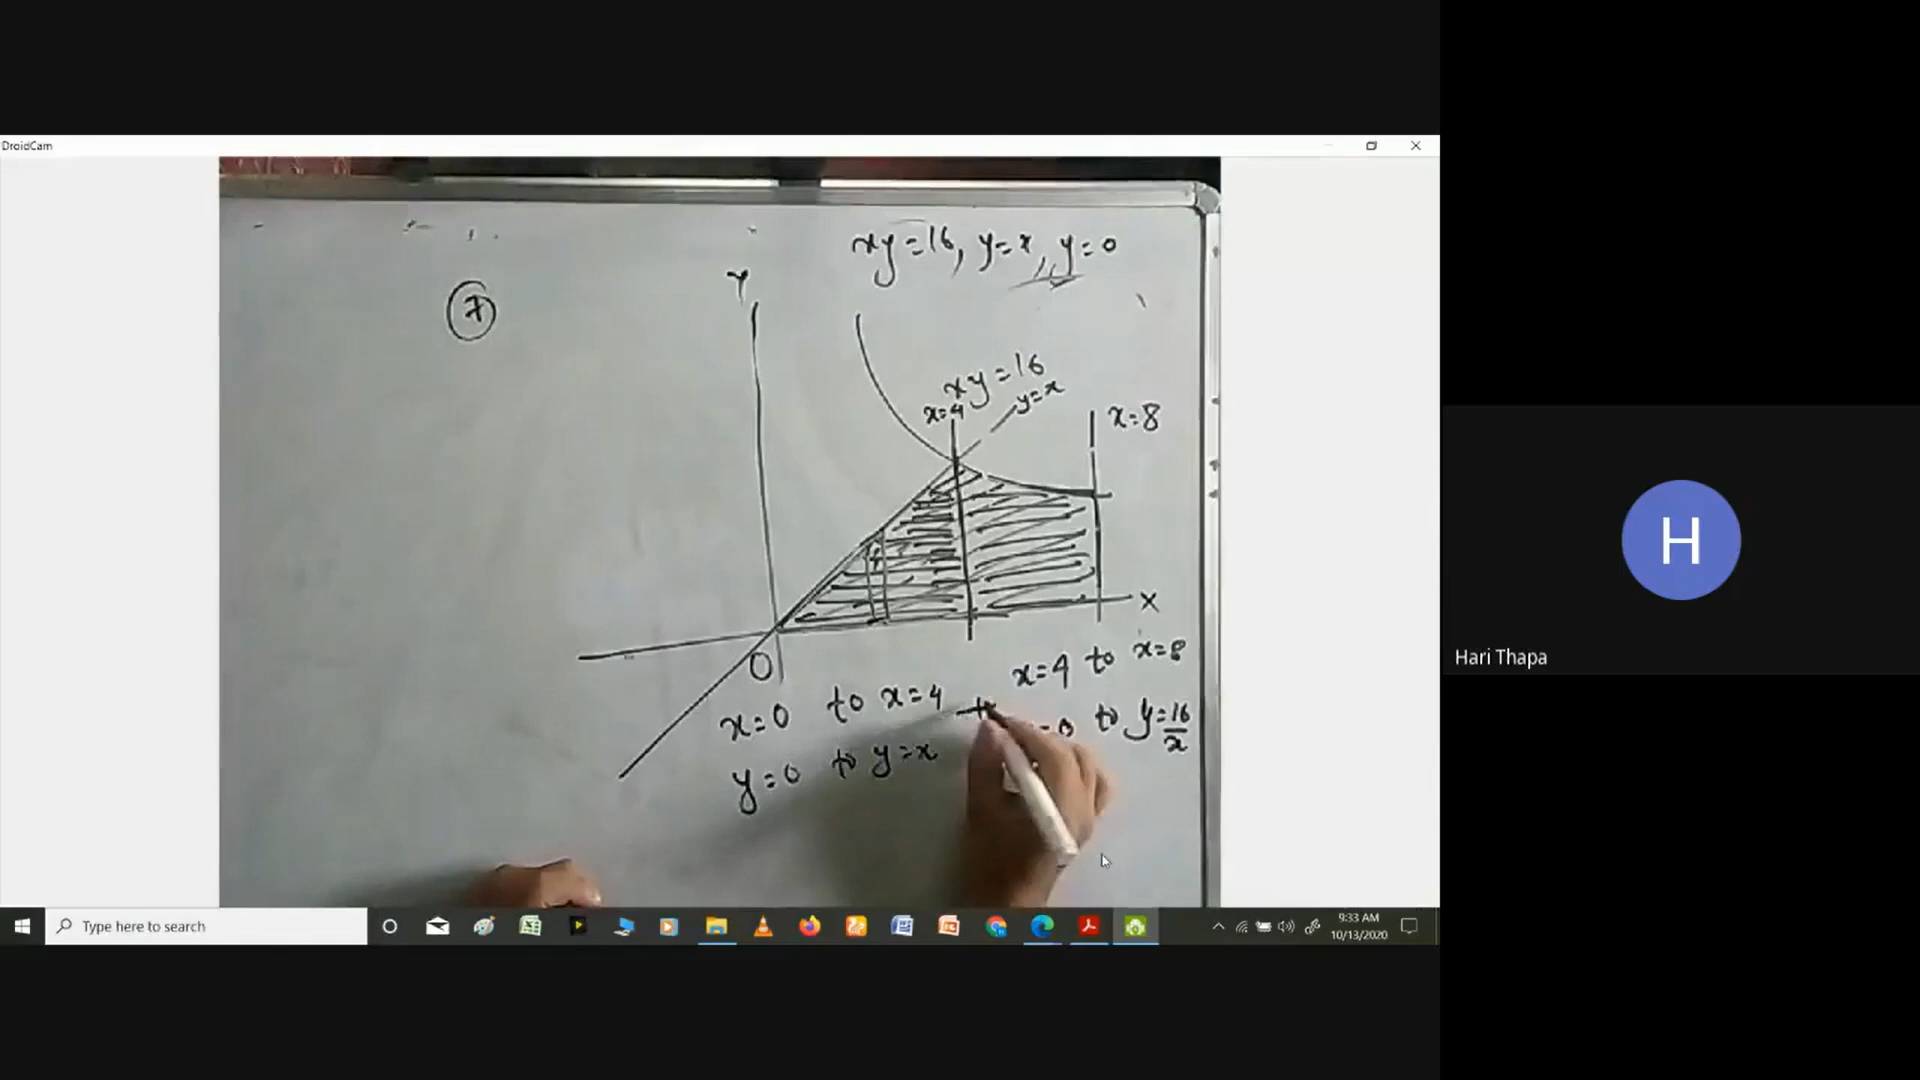 DroidCam
xy=16, y=x, y=0
7
Y
xy=16
x=4
y=x
x=8
X
O
x=4 to x=8
x=0 to x=4 +
=0 to y=16/x
y=0 to y=x
H
Hari Thapa
Type here to search
9:33 AM
10/13/2020